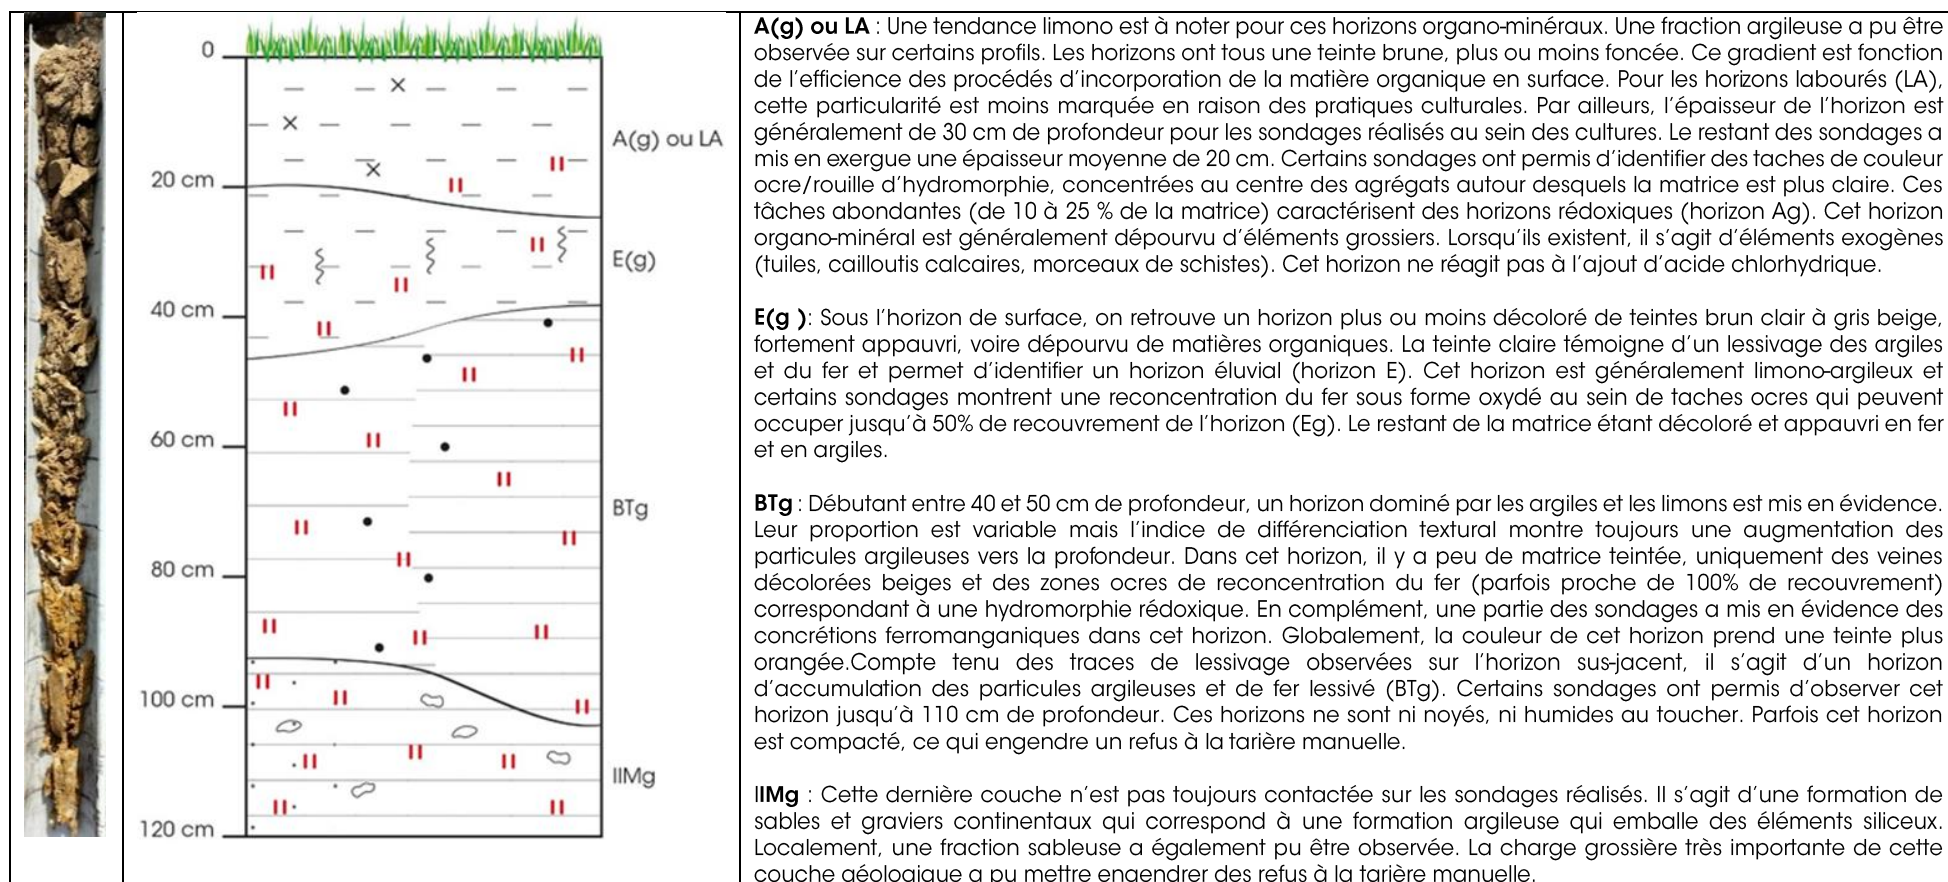 0
20 cm
40 cm
60 cm
80 cm
100 cm
120 cm
A(g) ou LA
E(g)
BTg
IIMg
A(g) ou LA : Une tendance limono est à noter pour ces horizons organo-minéraux. Une fraction argileuse a pu être
observée sur certains profils. Les horizons ont tous une teinte brune, plus ou moins foncée. Ce gradient est fonction
de l'efficience des procédés d'incorporation de la matière organique en surface. Pour les horizons labourés (LA),
cette particularité est moins marquée en raison des pratiques culturales. Par ailleurs, l'épaisseur de l'horizon est
généralement de 30 cm de profondeur pour les sondages réalisés au sein des cultures. Le restant des sondages a
mis en exergue une épaisseur moyenne de 20 cm. Certains sondages ont permis d'identifier des taches de couleur
ocre/rouille d'hydromorphie, concentrées au centre des agrégats autour desquels la matrice est plus claire. Ces
tâches abondantes (de 10 à 25 % de la matrice) caractérisent des horizons rédoxiques (horizon Ag). Cet horizon
organo-minéral est généralement dépourvu d'éléments grossiers. Lorsqu'ils existent, il s'agit d'éléments exogènes
(tuiles, cailloutis calcaires, morceaux de schistes). Cet horizon ne réagit pas à l'ajout d'acide chlorhydrique.
E(g ): Sous l'horizon de surface, on retrouve un horizon plus ou moins décoloré de teintes brun clair à gris beige,
fortement appauvri, voire dépourvu de matières organiques. La teinte claire témoigne d'un lessivage des argiles
et du fer et permet d'identifier un horizon éluvial (horizon E). Cet horizon est généralement limono-argileux et
certains sondages montrent une reconcentration du fer sous forme oxydé au sein de taches ocres qui peuvent
occuper jusqu'à 50% de recouvrement de l'horizon (Eg). Le restant de la matrice étant décoloré et appauvri en fer
et en argiles.
BTg : Débutant entre 40 et 50 cm de profondeur, un horizon dominé par les argiles et les limons est mis en évidence.
Leur proportion est variable mais l'indice de différenciation textural montre toujours une augmentation des
particules argileuses vers la profondeur. Dans cet horizon, il y a peu de matrice teintée, uniquement des veines
décolorées beiges et des zones ocres de reconcentration du fer (parfois proche de 100% de recouvrement)
correspondant à une hydromorphie rédoxique. En complément, une partie des sondages a mis en évidence des
concrétions ferromanganiques dans cet horizon. Globalement, la couleur de cet horizon prend une teinte plus
orangée.Compte tenu des traces de lessivage observées sur l'horizon sus-jacent, il s'agit d'un horizon
d'accumulation des particules argileuses et de fer lessivé (BTg). Certains sondages ont permis d'observer cet
horizon jusqu'à 110 cm de profondeur. Ces horizons ne sont ni noyés, ni humides au toucher. Parfois cet horizon
est compacté, ce qui engendre un refus à la tarière manuelle.
IIMg : Cette dernière couche n'est pas toujours contactée sur les sondages réalisés. Il s'agit d'une formation de
sables et graviers continentaux qui correspond à une formation argileuse qui emballe des éléments siliceux.
Localement, une fraction sableuse a également pu être observée. La charge grossière très importante de cette
couche géologique a pu mettre engendrer des refus à la tarière manuelle.